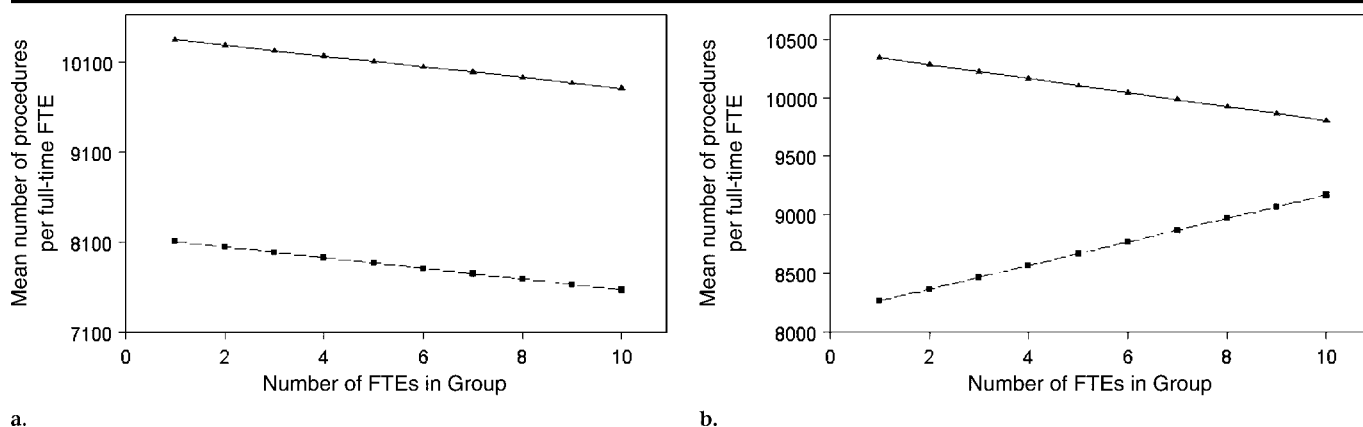 Mean number of procedures
per full-time FTE
10100
9100
8100
7100
0 2 4 6 8 10
Number of FTEs in Group
a.
Mean number of procedures
per full-time FTE
10500
10000
9500
9000
8500
8000
0 2 4 6 8 10
Number of FTEs in Group
b.